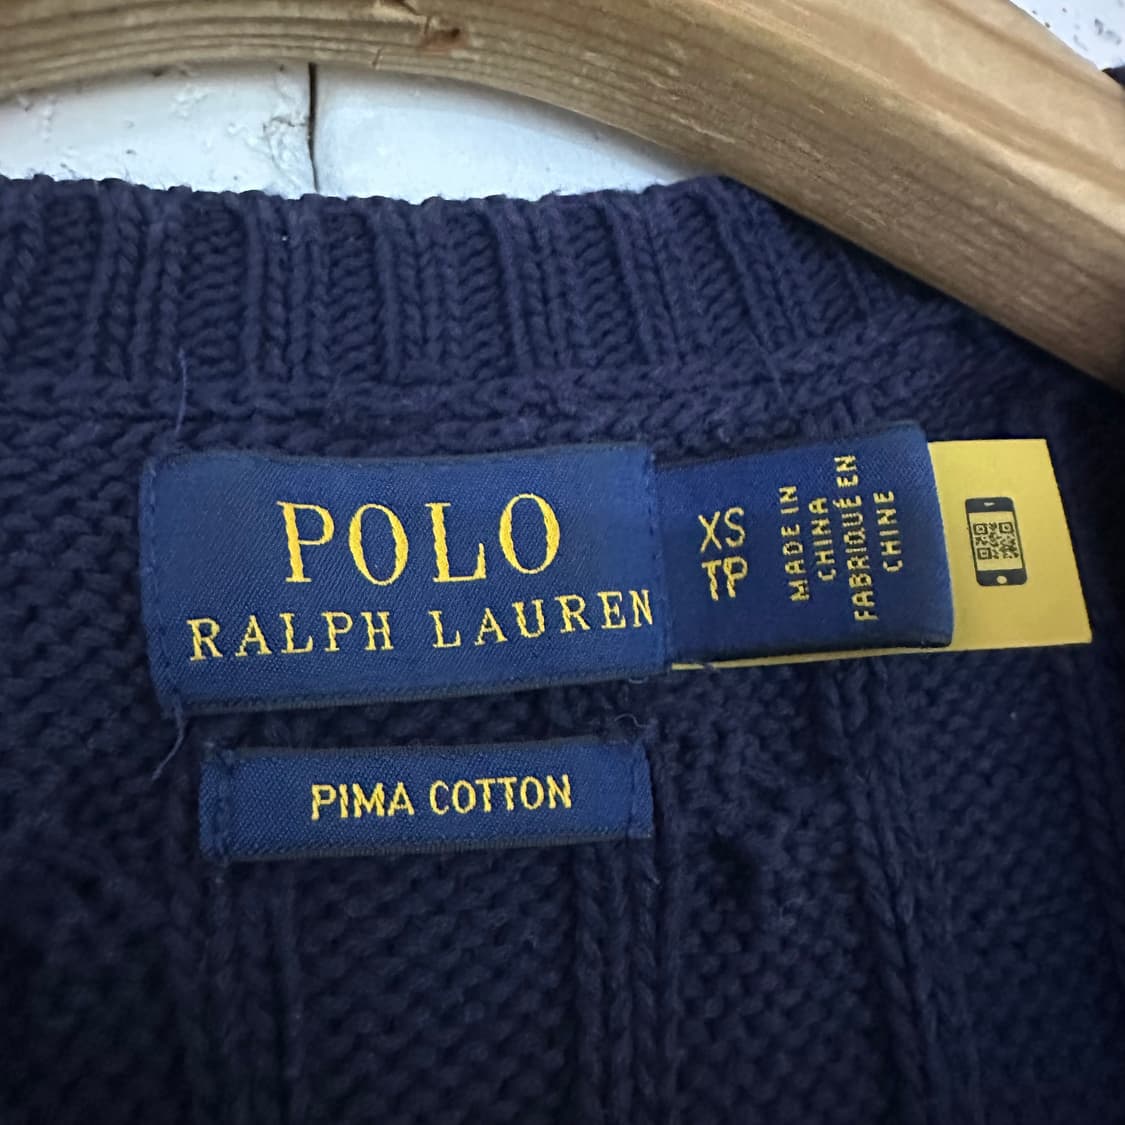 POLO
RALPH LAUREN
XS
TP
MADE IN
CHINA
FABRIQUÉ EN
CHINE
PIMA COTTON